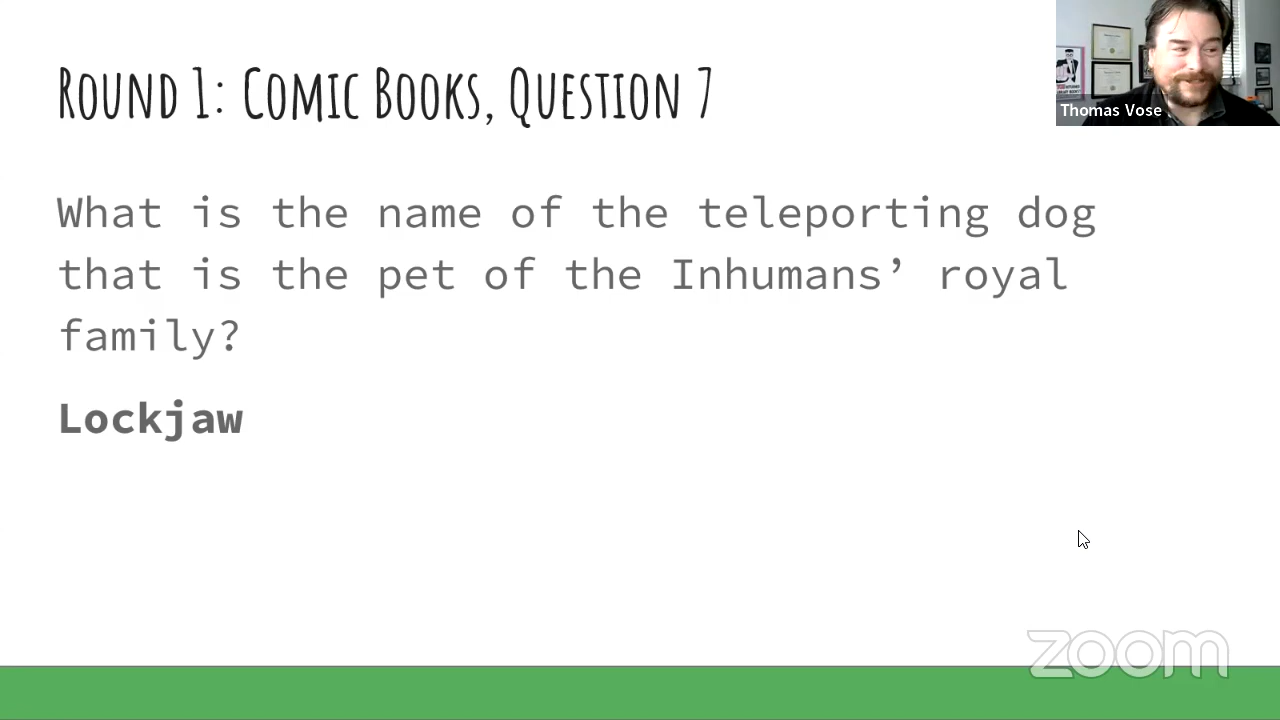 Round 1: Comic Books, Question 7
Thomas Vose
What is the name of the teleporting dog
that is the pet of the Inhumans’ royal
family?
Lockjaw
zoom